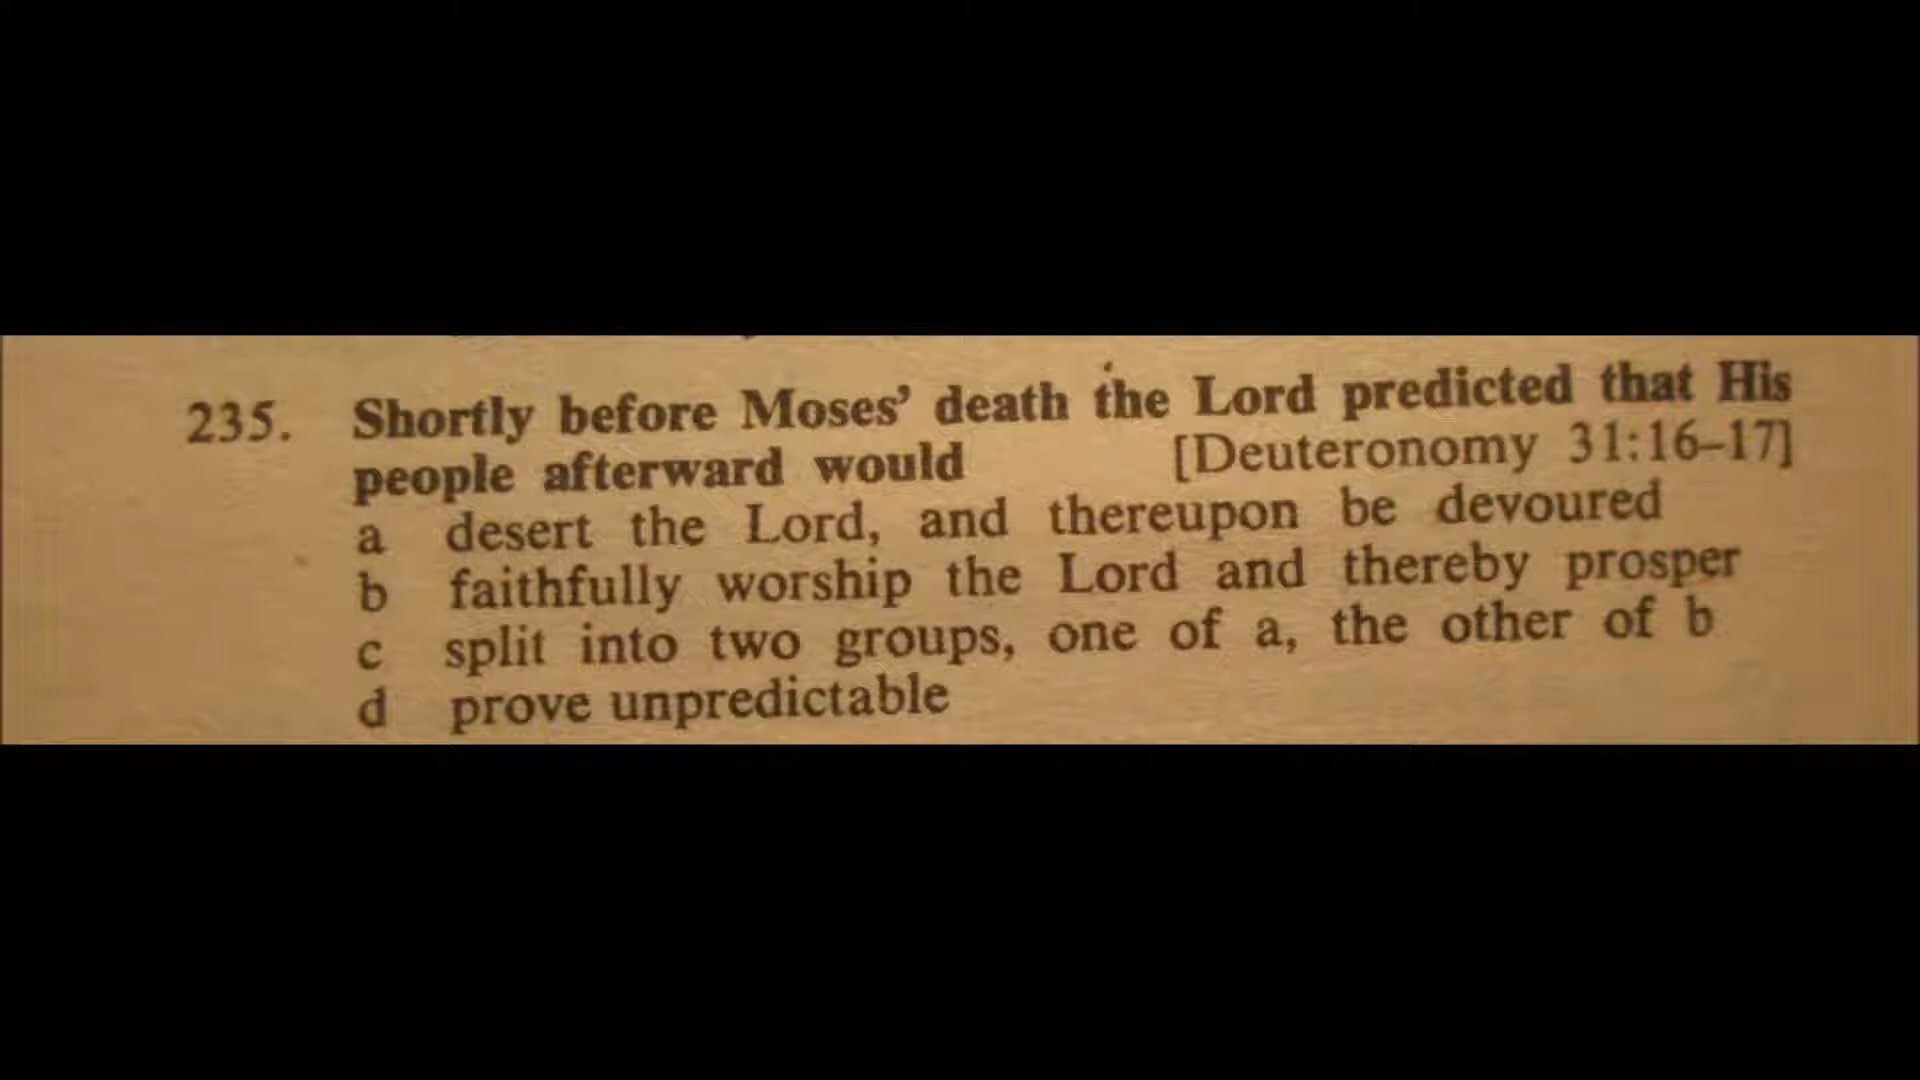 235. Shortly before Moses’ death the Lord predicted that His
people afterward would [Deuteronomy 31:16–17]
a desert the Lord, and thereupon be devoured
b faithfully worship the Lord and thereby prosper
c split into two groups, one of a, the other of b
d prove unpredictable